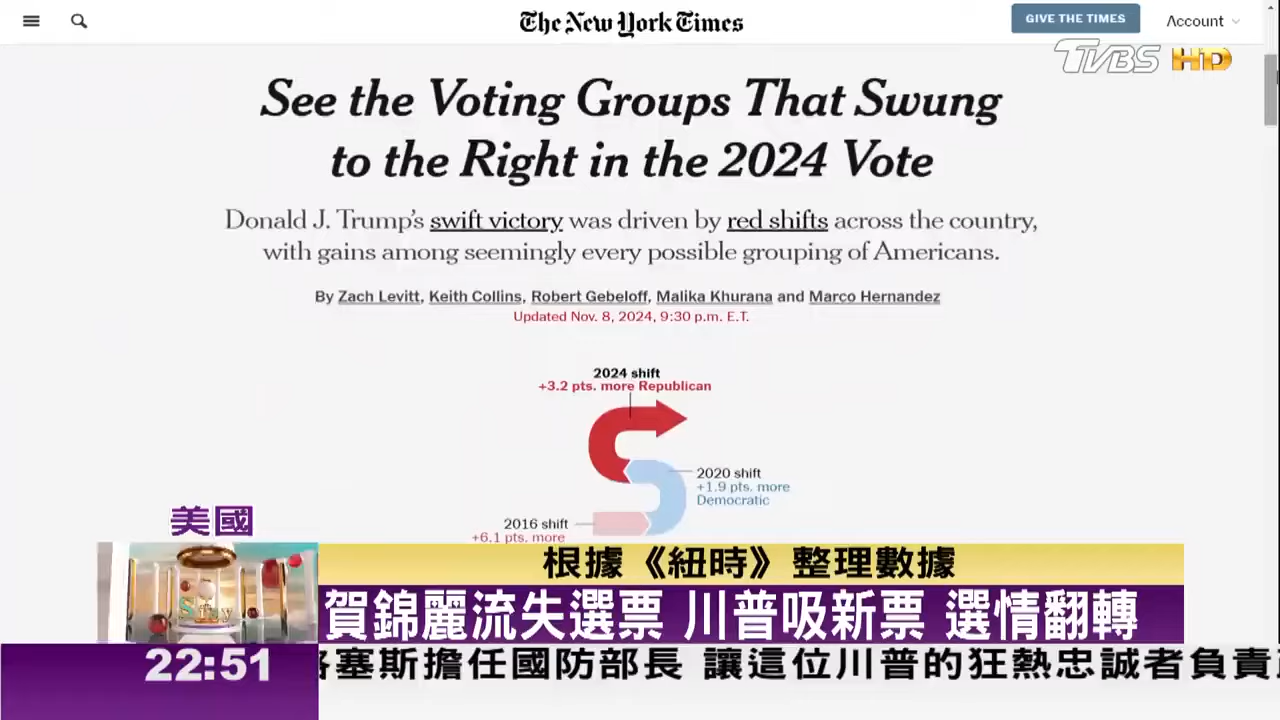 The New York Times
GIVE THE TIMES
Account
TVBS HD
See the Voting Groups That Swung
to the Right in the 2024 Vote
Donald J. Trump's swift victory was driven by red shifts across the country,
with gains among seemingly every possible grouping of Americans.
By Zach Levitt, Keith Collins, Robert Gebeloff, Malika Khurana and Marco Hernandez
Updated Nov. 8, 2024, 9:30 p.m. E.T.
2024 shift
+3.2 pts. more Republican
2020 shift
+1.9 pts. more
Democratic
2016 shift
+6.1 pts. more
美國
根據《紐時》整理數據
賀錦麗流失選票 川普吸新票 選情翻轉
22:51
塞斯擔任國防部長 讓這位川普的狂熱忠誠者負責